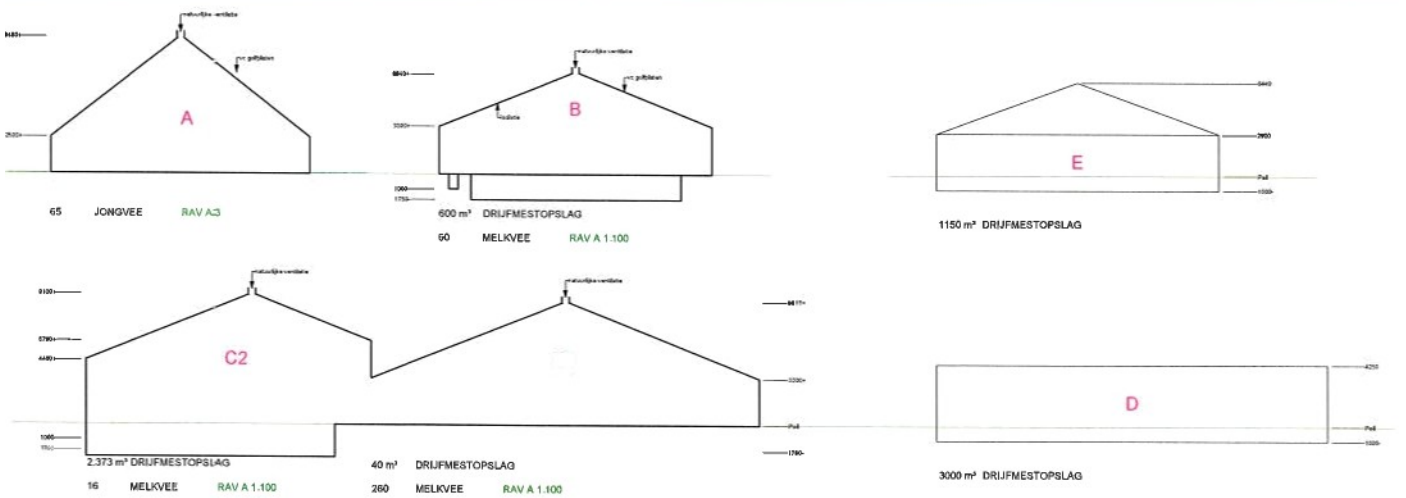 natuurlijke ventilatie
golfplaten
A
2500+
65 JONGVEE RAV A3
natuurlijke ventilatie
golfplaten
B
isolatie
1750-
600 m³ DRIJFMESTOPSLAG
60 MELKVEE RAV A 1.100
E
Peil
1150 m³ DRIJFMESTOPSLAG
natuurlijke ventilatie
C2
2.373 m³ DRIJFMESTOPSLAG
16 MELKVEE RAV A 1.100
natuurlijke ventilatie
Peil
40 m³ DRIJFMESTOPSLAG
260 MELKVEE RAV A 1.100
4250
D
Peil
3000 m³ DRIJFMESTOPSLAG